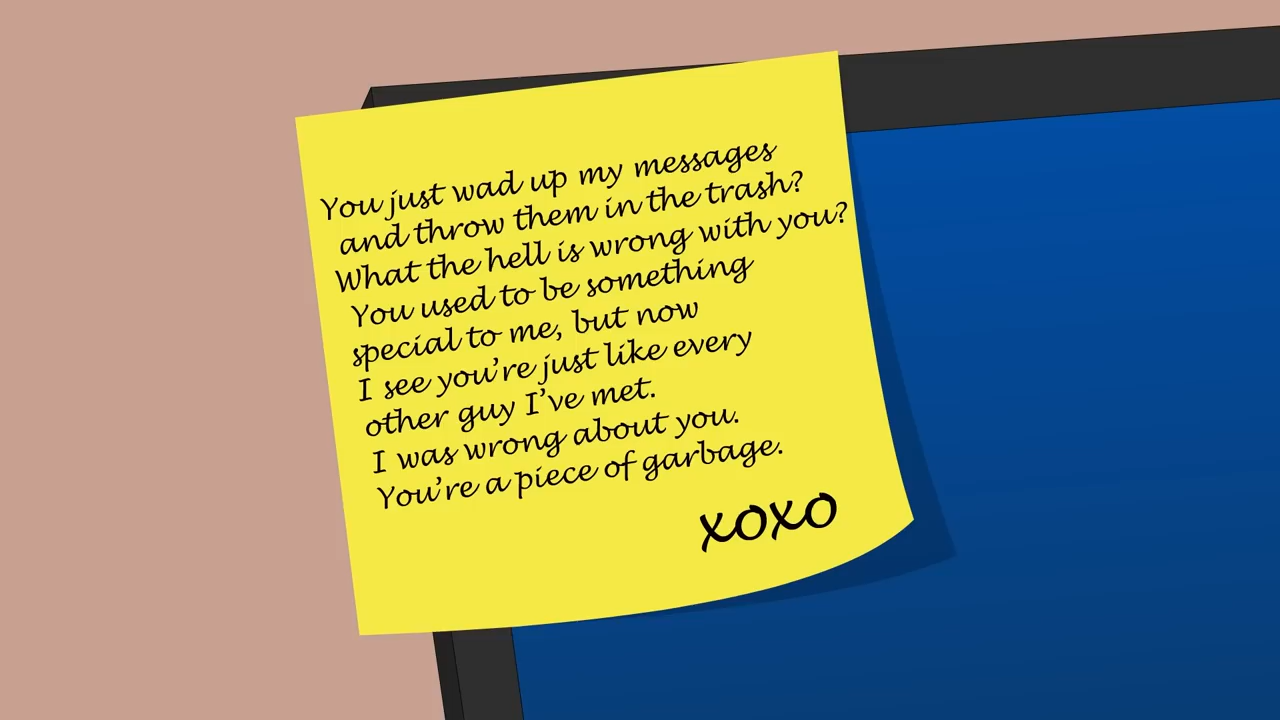 You just wad up my messages
and throw them in the trash?
What the hell is wrong with you?
You used to be something
special to me, but now
I see you're just like every
other guy I've met.
I was wrong about you.
You're a piece of garbage.
XOXO